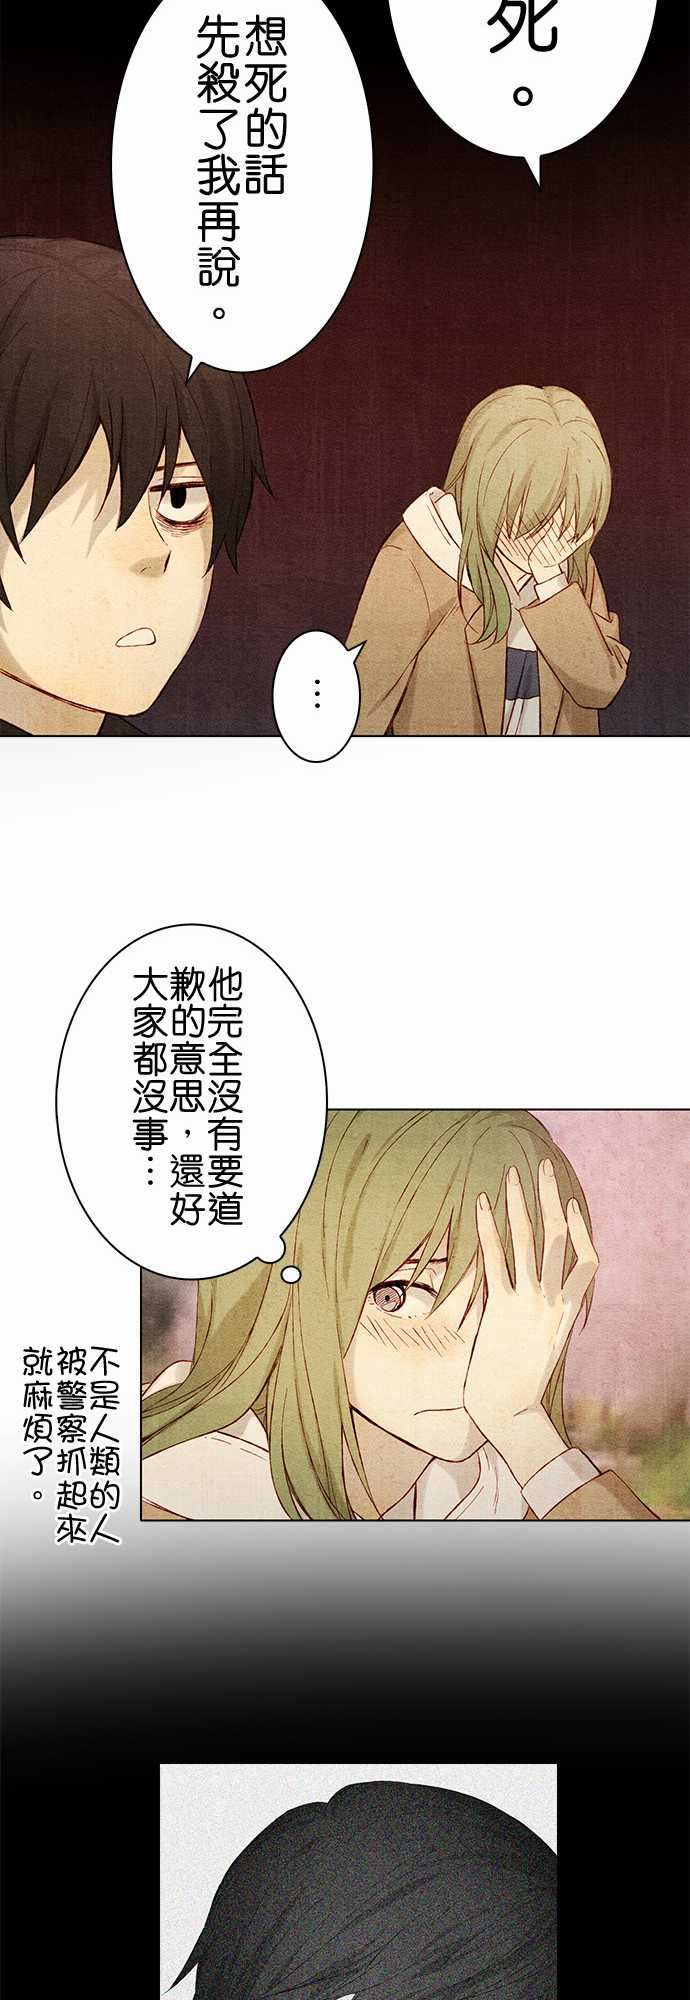 死。
想死的話
先殺了我再說。
…
他完全沒有要道
歉的意思，還好
大家都沒事…
不是人類的人
被警察抓起來
就麻煩了。